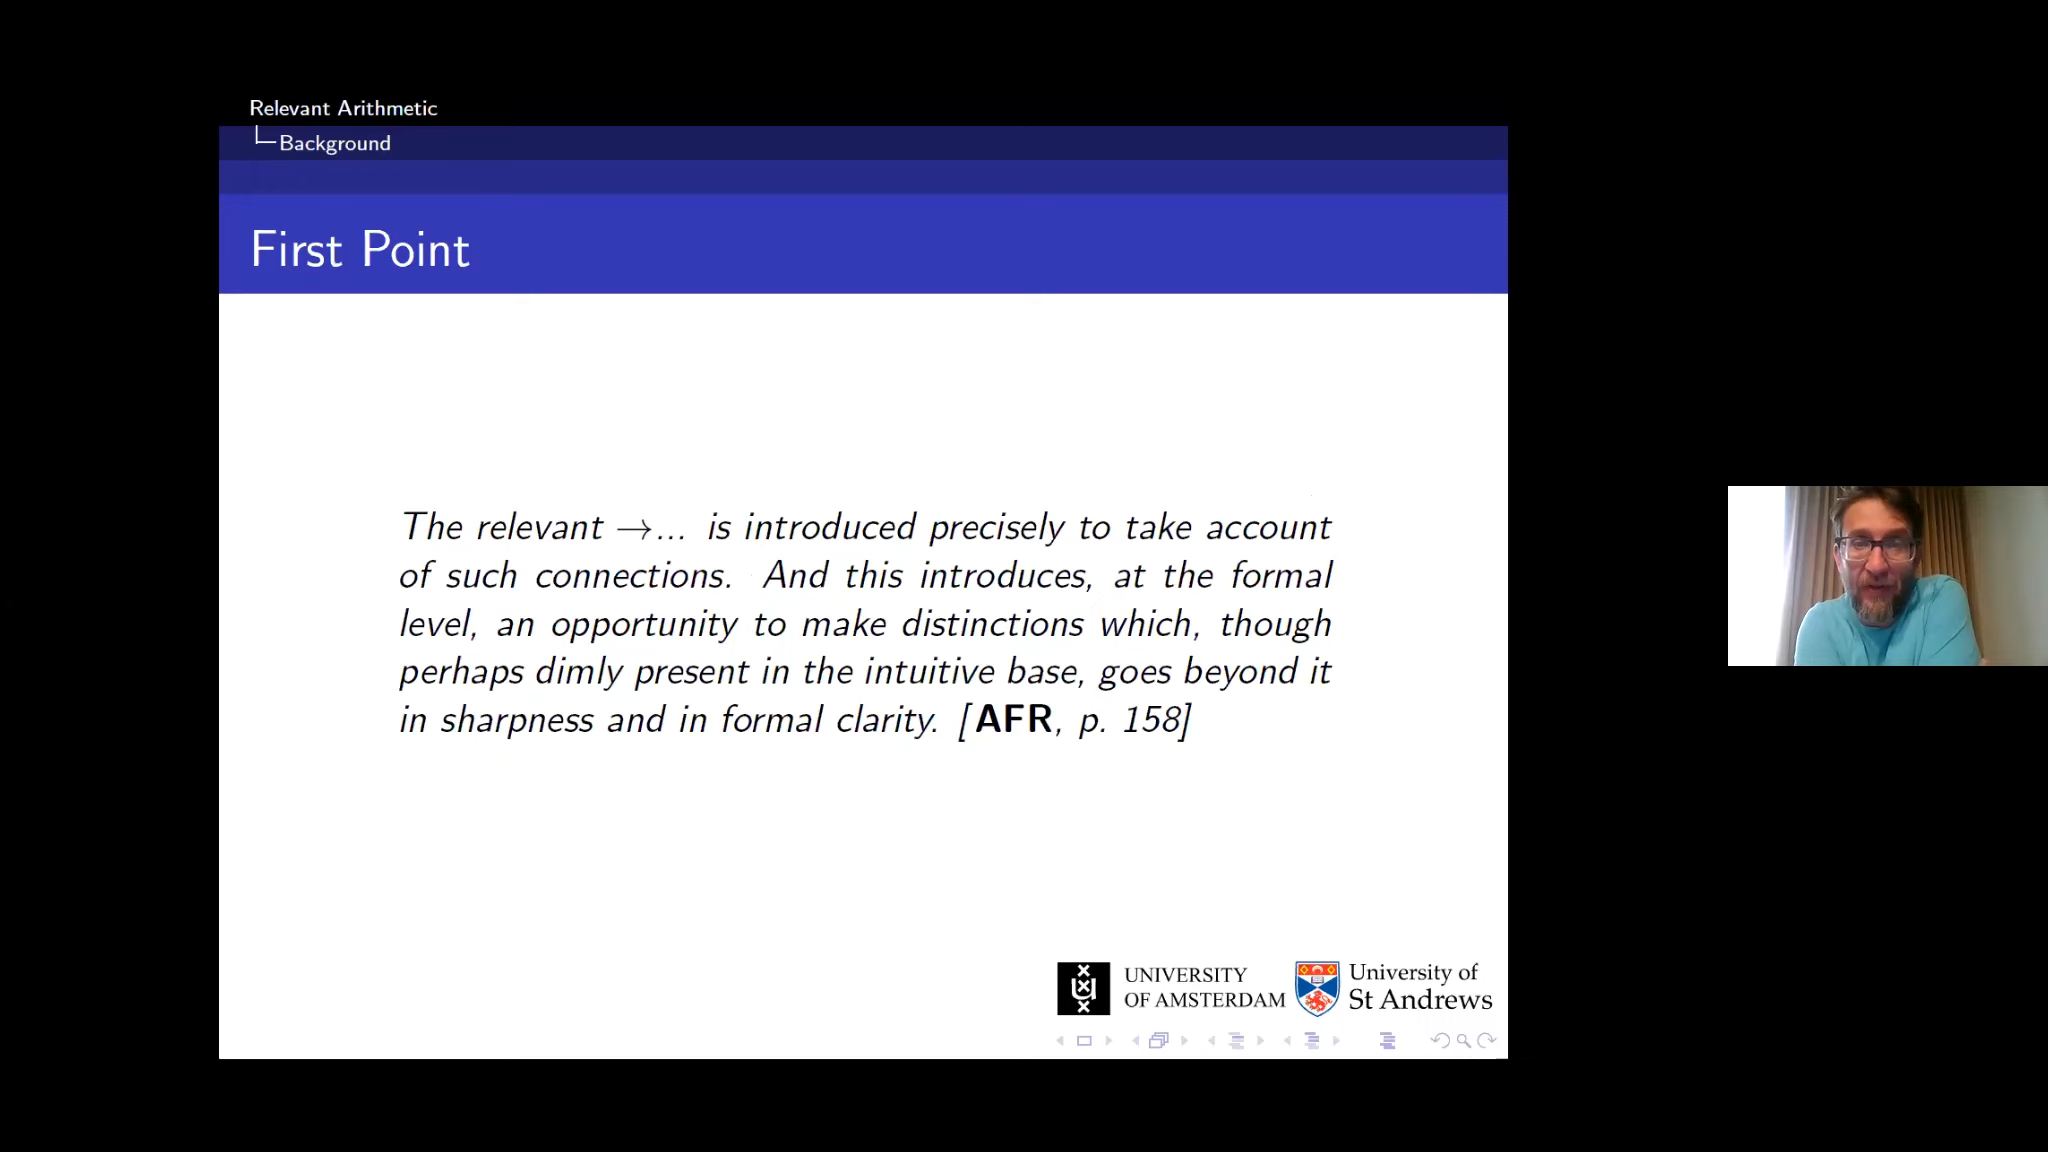 Relevant Arithmetic
Background
First Point
The relevant →... is introduced precisely to take account
of such connections. And this introduces, at the formal
level, an opportunity to make distinctions which, though
perhaps dimly present in the intuitive base, goes beyond it
in sharpness and in formal clarity. [AFR, p. 158]
UNIVERSITY
OF AMSTERDAM
University of
St Andrews